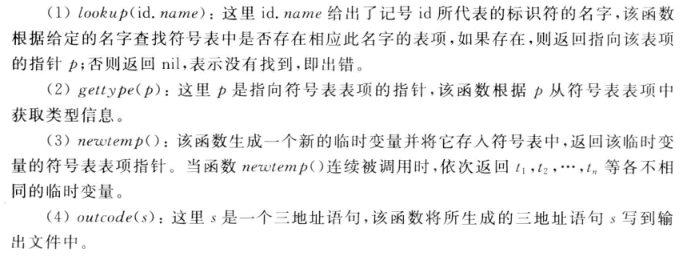 (1) lookup(id. name)：这里 id. name 给出了记号 id 所代表的标识符的名字，该函数
根据给定的名字查找符号表中是否存在相应此名字的表项，如果存在，则返回指向该表项
的指针 p；否则返回 nil，表示没有找到，即出错。
(2) gettype(p)：这里 p 是指向符号表表项的指针，该函数根据 p 从符号表表项中
获取类型信息。
(3) newtemp()：该函数生成一个新的临时变量并将它存入符号表中，返回该临时变
量的符号表表项指针。当函数 newtemp()连续被调用时，依次返回 t₁，t₂，…，tₙ 等各不相
同的临时变量。
(4) outcode(s)：这里 s 是一个三地址语句，该函数将所生成的三地址语句 s 写到输
出文件中。